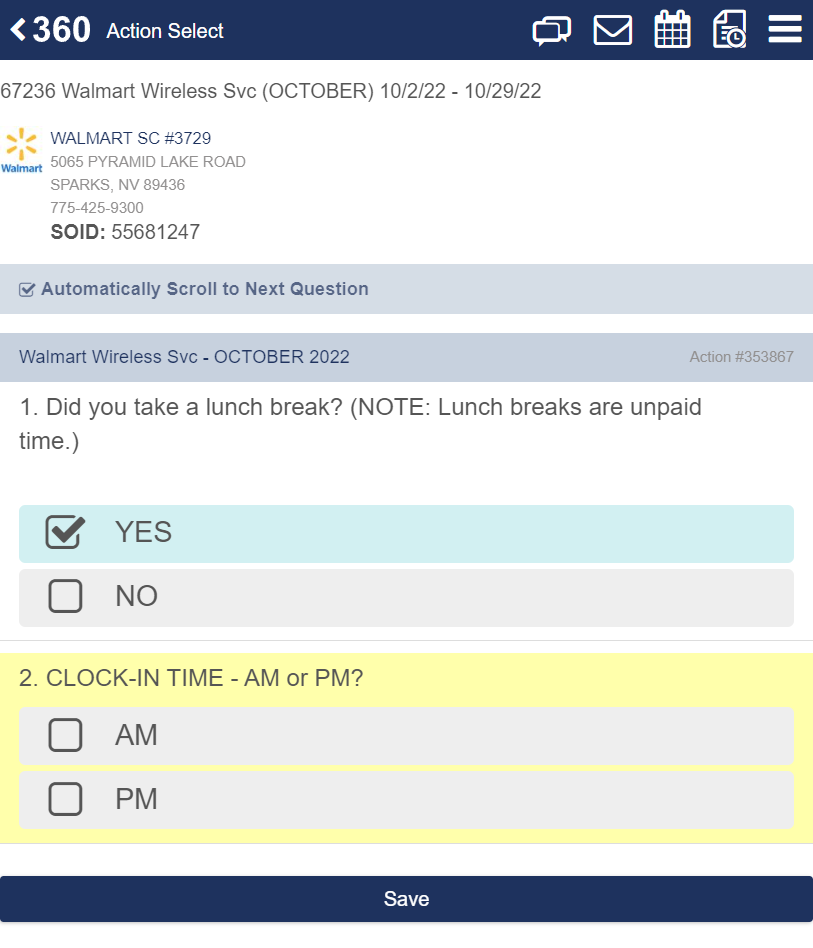 360 Action Select
67236 Walmart Wireless Svc (OCTOBER) 10/2/22 - 10/29/22
Walmart
WALMART SC #3729
5065 PYRAMID LAKE ROAD
SPARKS, NV 89436
775-425-9300
SOID: 55681247
Automatically Scroll to Next Question
Walmart Wireless Svc - OCTOBER 2022 Action #353867
1. Did you take a lunch break? (NOTE: Lunch breaks are unpaid
time.)
YES
NO
2. CLOCK-IN TIME - AM or PM?
AM
PM
Save